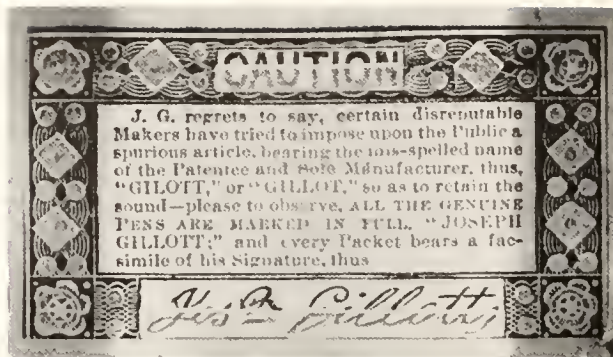 CAUTION
J. G. regrets to say, certain disreputable
Makers have tried to impose upon the Public a
spurious article, bearing the mis-spelled name
of the Patentee and Sole Manufacturer, thus,
"GILOTT," or "GILLOT," so as to retain the
sound—please to observe, ALL THE GENUINE
PENS ARE MARKED IN FULL, "JOSEPH
GILLOTT;" and every Packet bears a fac-
simile of his Signature, thus
Josh Gillott